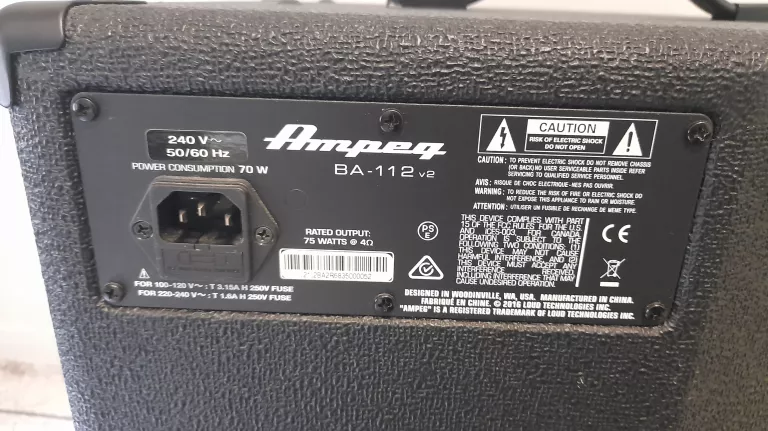 240 V~
50/60 Hz
POWER CONSUMPTION 70 W
Ampeg
BA-112 v2
CAUTION
RISK OF ELECTRIC SHOCK
DO NOT OPEN
CAUTION: TO PREVENT ELECTRIC SHOCK DO NOT REMOVE CHASSIS
(OR BACK) NO USER SERVICEABLE PARTS INSIDE REFER
SERVICING TO QUALIFIED SERVICE PERSONNEL.
AVIS: RISQUE DE CHOC ELECTRIQUE-NES PAS OUVRIR.
WARNING: TO REDUCE THE RISK OF FIRE OR ELECTRIC SHOCK DO
NOT EXPOSE THIS APPLIANCE TO RAIN OR MOISTURE.
ATTENTION: UTILISER UN FUSIBLE DE RECHANGE DE MEME TYPE.
RATED OUTPUT:
75 WATTS @ 4Ω
PS
E
THIS DEVICE COMPLIES WITH PART
15 OF THE FCC RULES FOR THE U.S.
AND ICES-003, FOR CANADA.
OPERATION IS SUBJECT TO THE
FOLLOWING TWO CONDITIONS: (1)
THIS DEVICE MAY NOT CAUSE
HARMFUL INTERFERENCE, AND (2)
THIS DEVICE MUST ACCEPT ANY
INTERFERENCE RECEIVED,
INCLUDING INTERFERENCE THAT MAY
CAUSE UNDESIRED OPERATION.
CE
FOR 100-120 V~: T 3.15A H 250V FUSE
FOR 220-240 V~: T 1.6A H 250V FUSE
DESIGNED IN WOODINVILLE, WA, USA. MANUFACTURED IN CHINA.
FABRIQUÉ EN CHINE. © 2016 LOUD TECHNOLOGIES INC.
"AMPEG" IS A REGISTERED TRADEMARK OF LOUD TECHNOLOGIES INC.